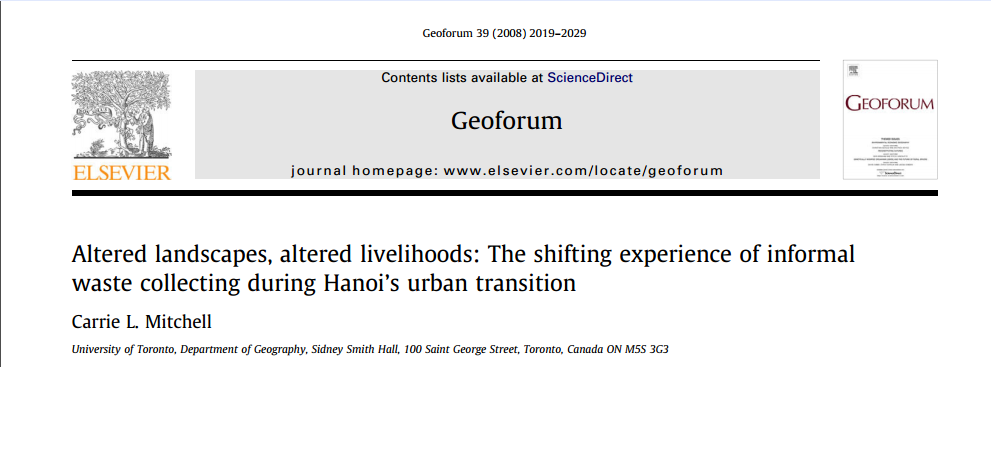 Geoforum 39 (2008) 2019–2029
Contents lists available at ScienceDirect
Geoforum
journal homepage: www.elsevier.com/locate/geoforum
ELSEVIER
GEOFORUM
Altered landscapes, altered livelihoods: The shifting experience of informal
waste collecting during Hanoi's urban transition
Carrie L. Mitchell
University of Toronto, Department of Geography, Sidney Smith Hall, 100 Saint George Street, Toronto, Canada ON M5S 3G3